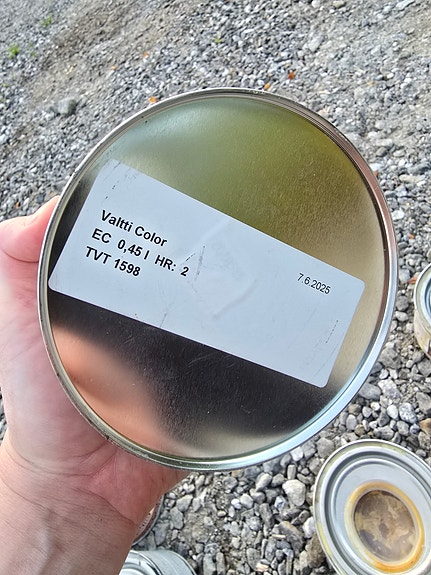 Valtti Color
EC 0,45 l HR: 2
TVT 1598
7.6.2025